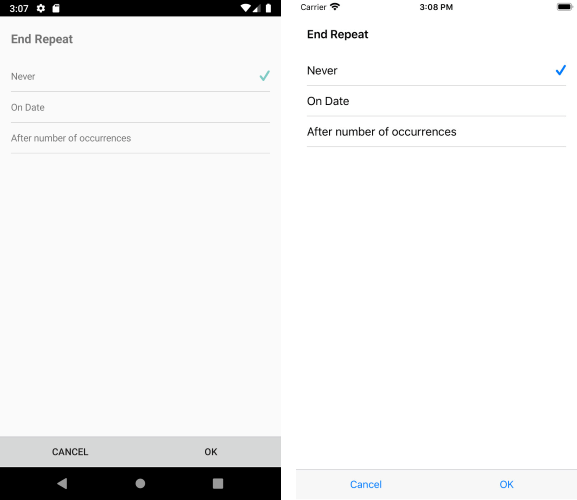 3:07
End Repeat
Never
On Date
After number of occurrences
CANCEL OK
Carrier 3:08 PM
End Repeat
Never
On Date
After number of occurrences
Cancel OK